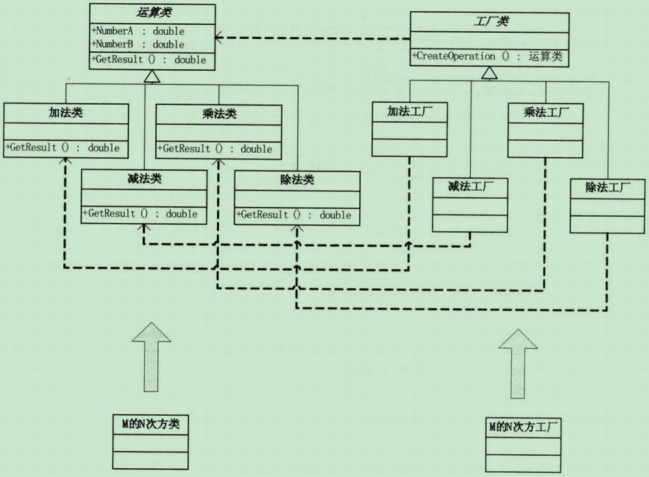 运算类
+NumberA : double
+NumberB : double
+GetResult () : double
工厂类
+CreateOperation () : 运算类
加法类
+GetResult () : double
乘法类
+GetResult () : double
加法工厂
乘法工厂
减法类
+GetResult () : double
除法类
+GetResult () : double
减法工厂
除法工厂
M的N次方类
M的N次方工厂